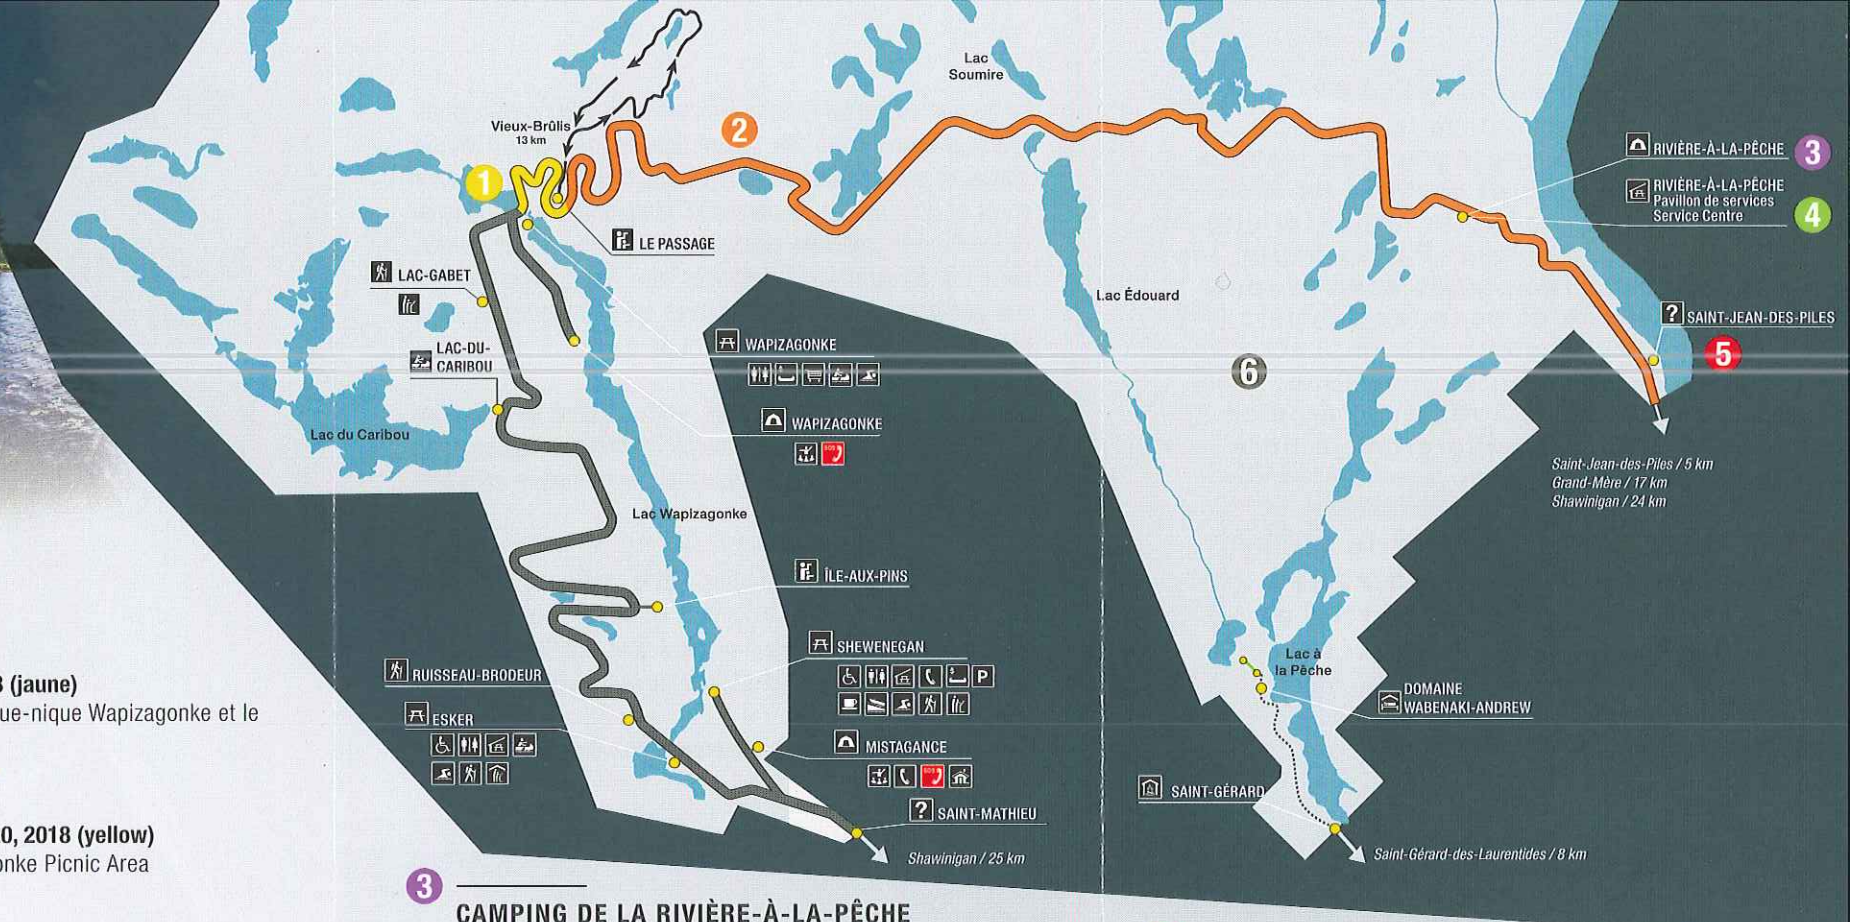 Lac
Soumire
Vieux-Brûlis
13 km
2
1
RIVIÈRE-À-LA-PÊCHE
3
RIVIÈRE-À-LA-PÊCHE
Pavillon de services
Service Centre
4
LE PASSAGE
LAC-GABET
Lac Édouard
SAINT-JEAN-DES-PILES
5
WAPIZAGONKE
LAC-DU-
CARIBOU
6
WAPIZAGONKE
SOS
Lac du Caribou
Saint-Jean-des-Piles / 5 km
Grand-Mère / 17 km
Shawinigan / 24 km
Lac Wapizagonke
ÎLE-AUX-PINS
SHEWENEGAN
P
Lac à
la Pêche
RUISSEAU-BRODEUR
DOMAINE
WABENAKI-ANDREW
ESKER
MISTAGANCE
SOS
SAINT-GÉRARD
SAINT-MATHIEU
Shawinigan / 25 km
Saint-Gérard-des-Laurentides / 8 km
(jaune)
ue-nique Wapizagonke et le
0, 2018 (yellow)
onke Picnic Area
3
CAMPING DE LA RIVIÈRE-À-LA-PÊCHE